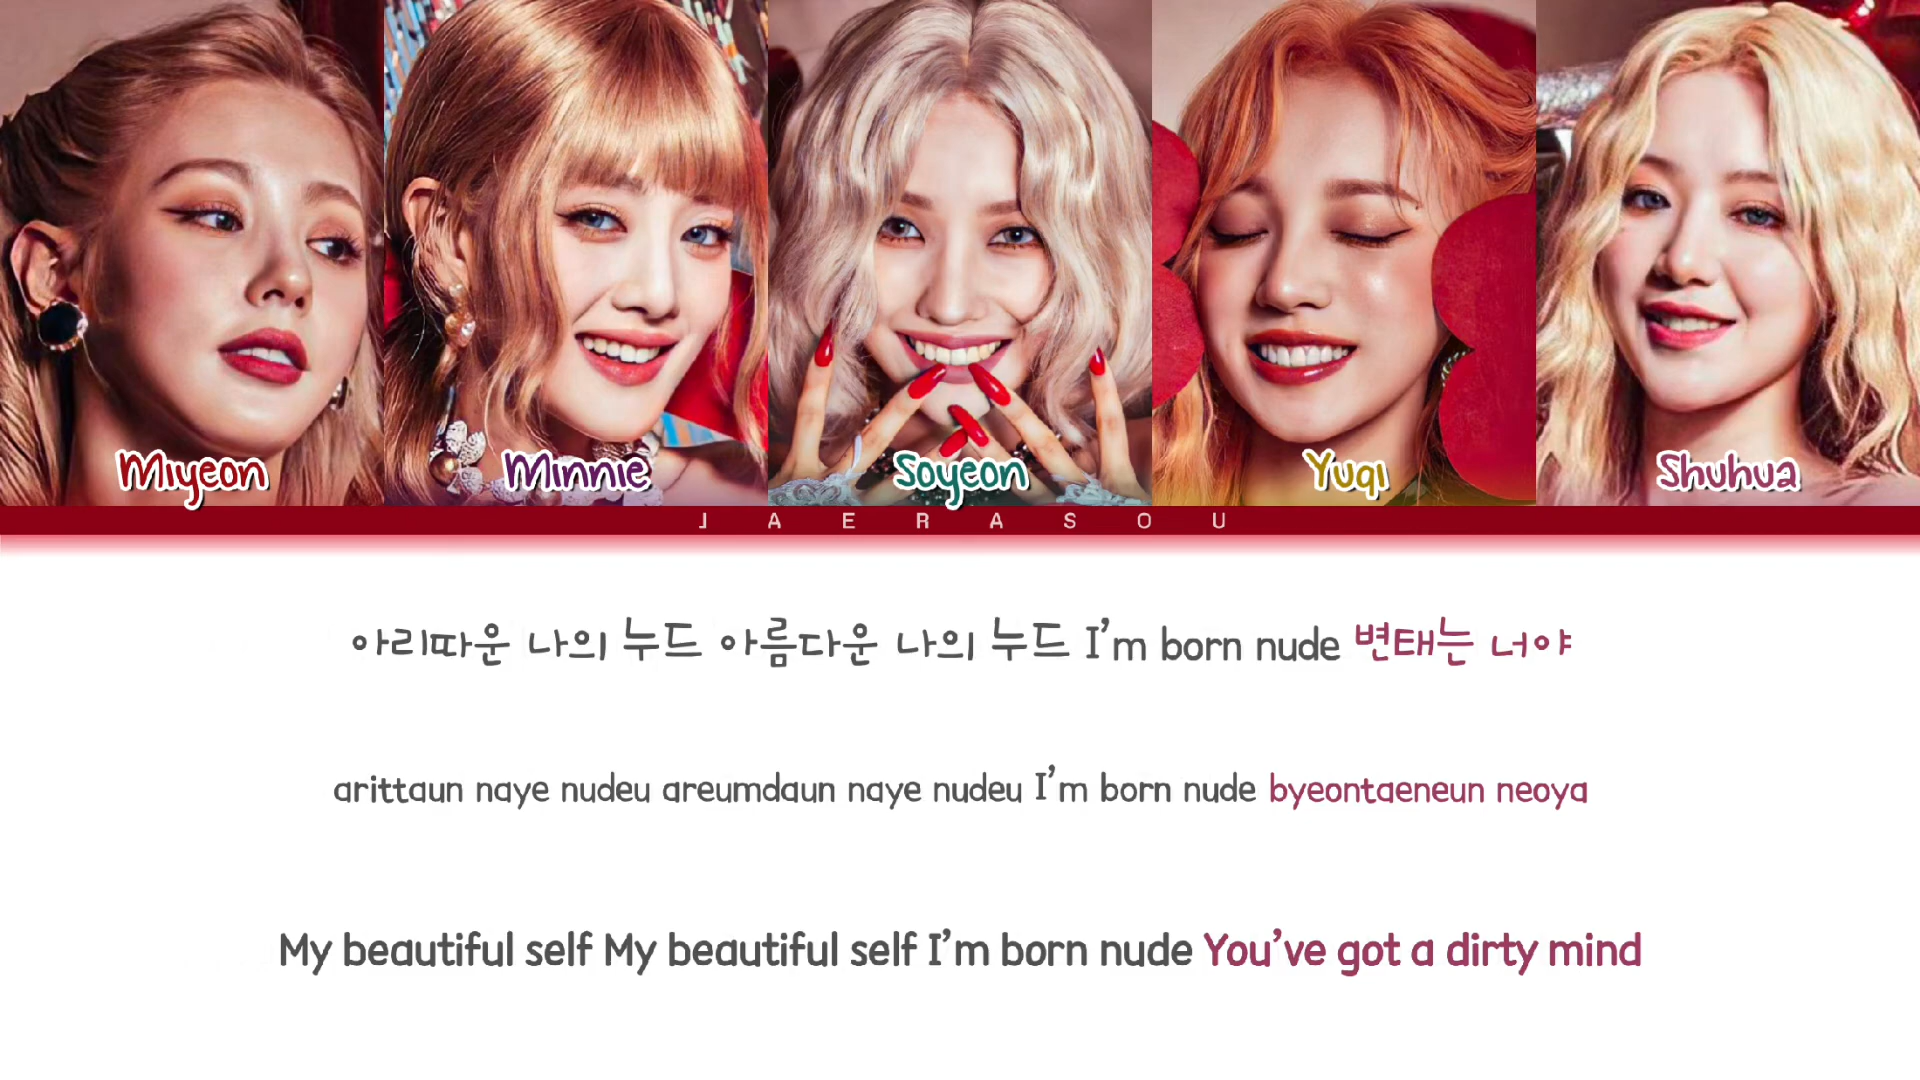 Miyeon
Minnie
Soyeon
Yuqi
Shuhua
JAERASOU
아리따운 나의 누드 아름다운 나의 누드 I'm born nude 변태는 너야
arittaun naye nudeu areumdaun naye nudeu I'm born nude byeontaeneun neoya
My beautiful self My beautiful self I'm born nude You've got a dirty mind